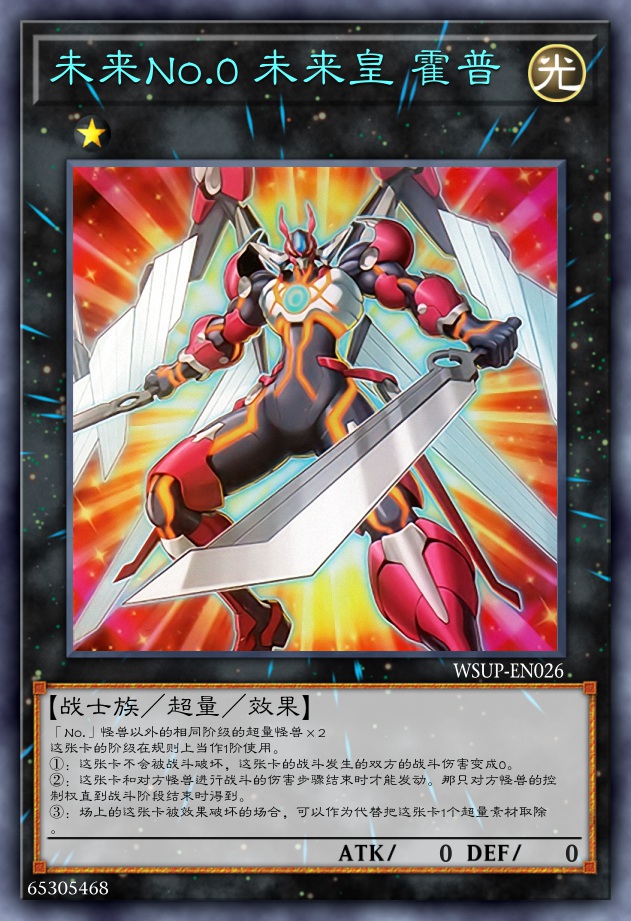 未来No.0 未来皇 霍普
光
WSUP-EN026
【战士族／超量／效果】
「No.」怪兽以外的相同阶级的超量怪兽×2
这张卡的阶级在规则上当作1阶使用。
①：这张卡不会被战斗破坏，这张卡的战斗发生的双方的战斗伤害变成0。
②：这张卡和对方怪兽进行战斗的伤害步骤结束时才能发动。那只对方怪兽的控
制权直到战斗阶段结束时得到。
③：场上的这张卡被效果破坏的场合，可以作为代替把这张卡1个超量素材取除
。
ATK/ 0 DEF/ 0
65305468